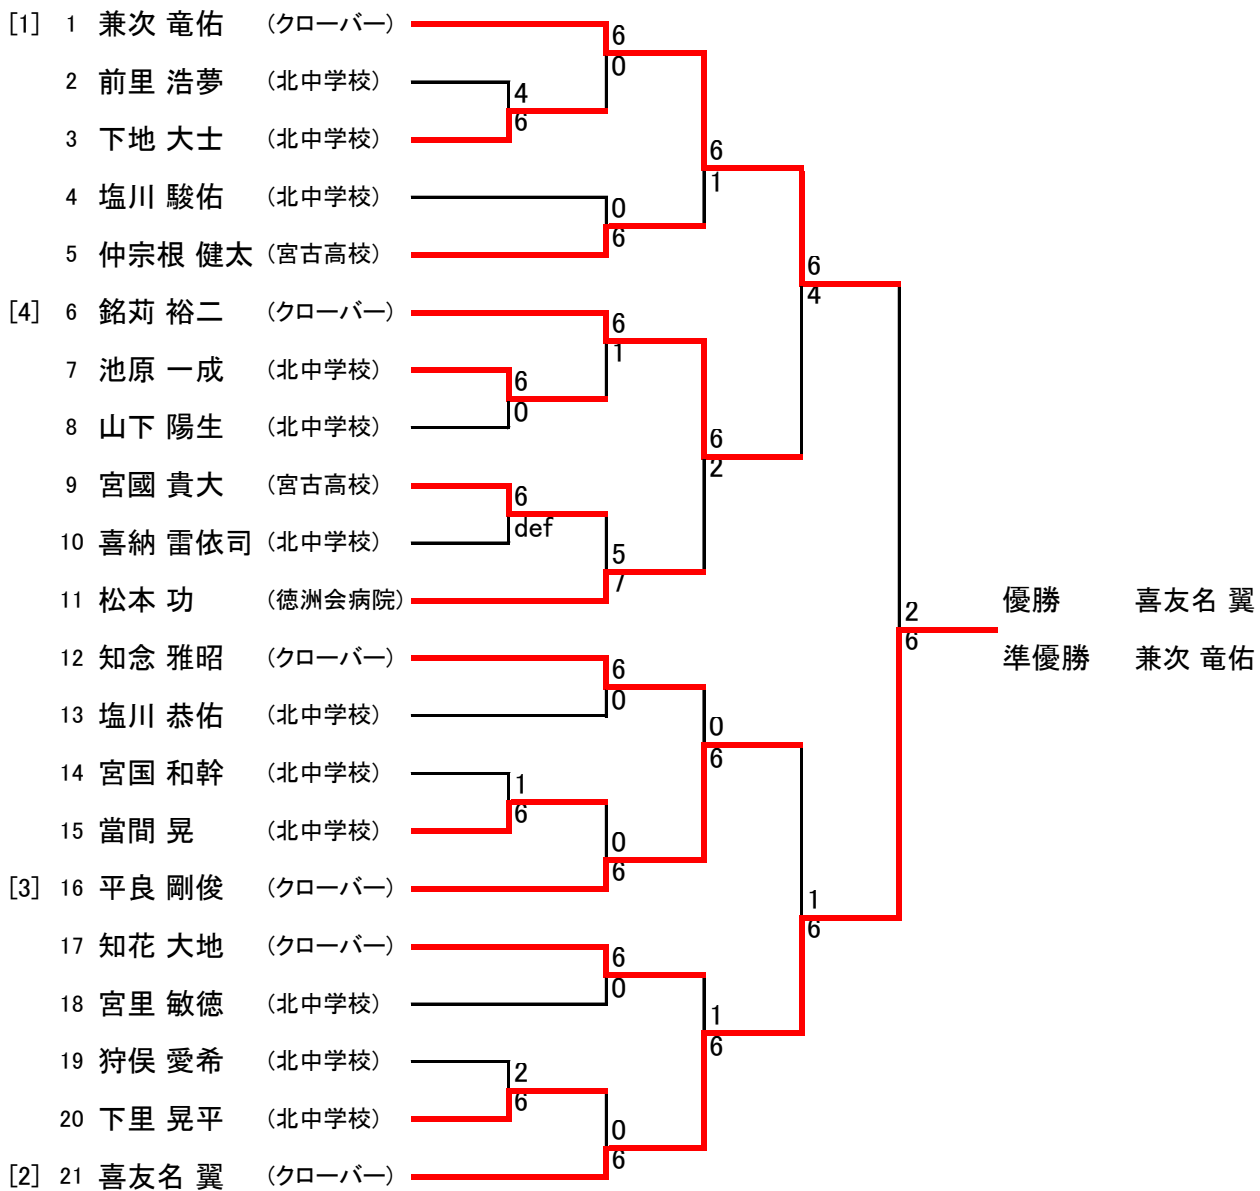 [1] 1 兼次 竜佑 (クローバー)
6
0
2 前里 浩夢 (北中学校)
4
6
3 下地 大士 (北中学校)
6
1
4 塩川 駿佑 (北中学校)
0
6
5 仲宗根 健太 (宮古高校)
6
4
[4] 6 銘苅 裕二 (クローバー)
6
1
7 池原 一成 (北中学校)
6
0
8 山下 陽生 (北中学校)
6
2
9 宮國 貴大 (宮古高校)
6
def
10 喜納 雷依司 (北中学校)
5
7
11 松本 功 (徳洲会病院)
2
6
優勝 喜友名 翼
準優勝 兼次 竜佑
12 知念 雅昭 (クローバー)
6
0
13 塩川 恭佑 (北中学校)
0
6
14 宮国 和幹 (北中学校)
1
6
15 當間 晃 (北中学校)
0
6
[3] 16 平良 剛俊 (クローバー)
1
6
17 知花 大地 (クローバー)
6
0
18 宮里 敏徳 (北中学校)
1
6
19 狩俣 愛希 (北中学校)
2
6
20 下里 晃平 (北中学校)
0
6
[2] 21 喜友名 翼 (クローバー)